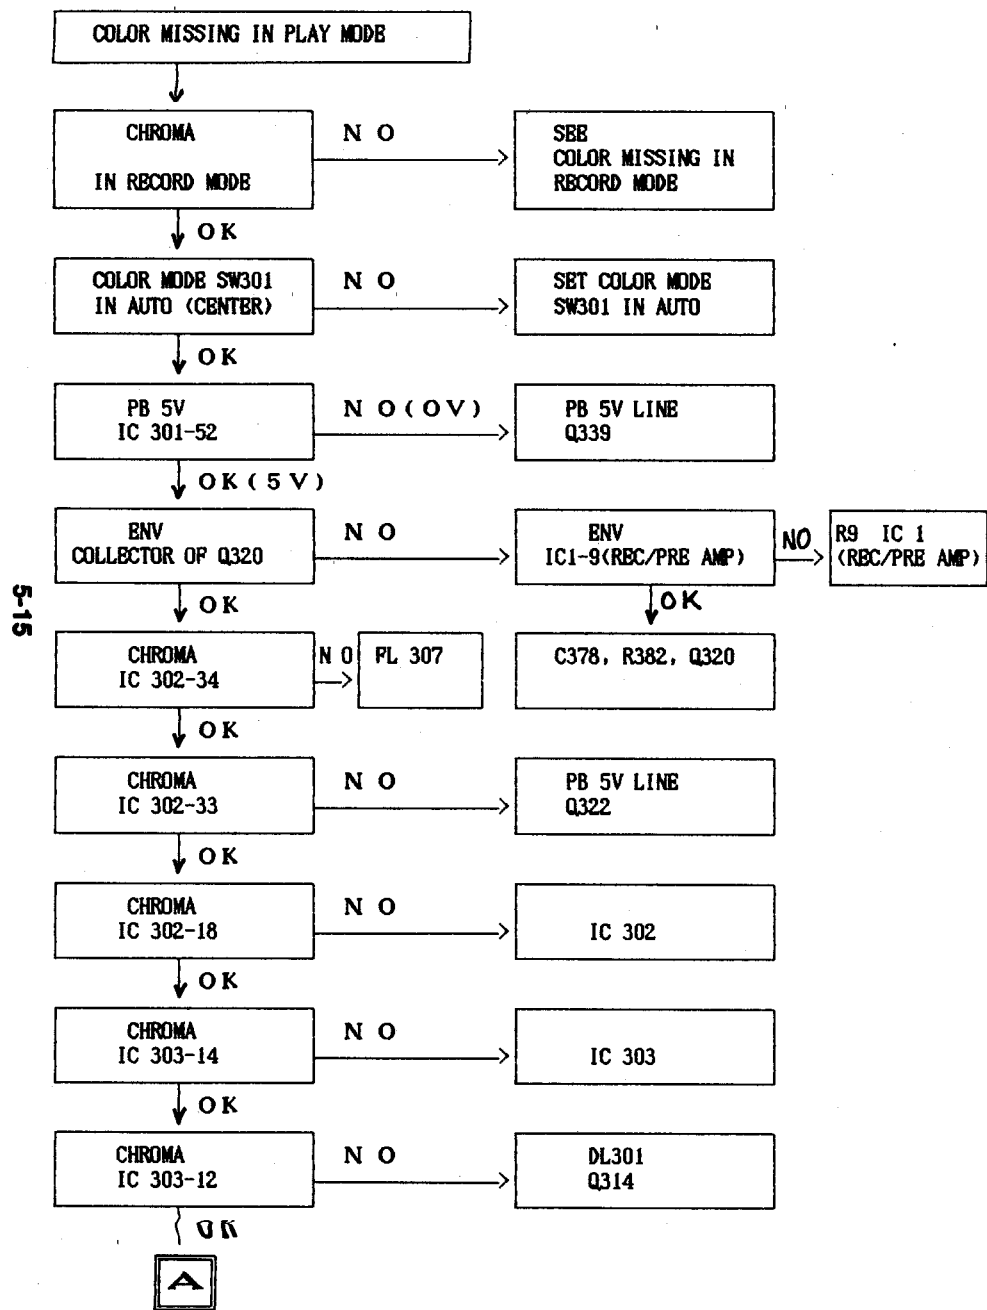 COLOR MISSING IN PLAY MODE
CHROMA
IN RECORD MODE
N O
SEE
COLOR MISSING IN
RECORD MODE
OK
COLOR MODE SW301
IN AUTO (CENTER)
N O
SET COLOR MODE
SW301 IN AUTO
OK
PB 5V
IC 301-52
N O (0V)
PB 5V LINE
Q339
OK (5V)
ENV
COLLECTOR OF Q320
N O
ENV
IC1-9(REC/PRE AMP)
NO
R9 IC 1
(REC/PRE AMP)
OK
OK
CHROMA
IC 302-34
N O
FL 307
C378, R382, Q320
OK
CHROMA
IC 302-33
N O
PB 5V LINE
Q322
OK
CHROMA
IC 302-18
N O
IC 302
OK
CHROMA
IC 303-14
N O
IC 303
OK
CHROMA
IC 303-12
N O
DL301
Q314
OK
A
5-15